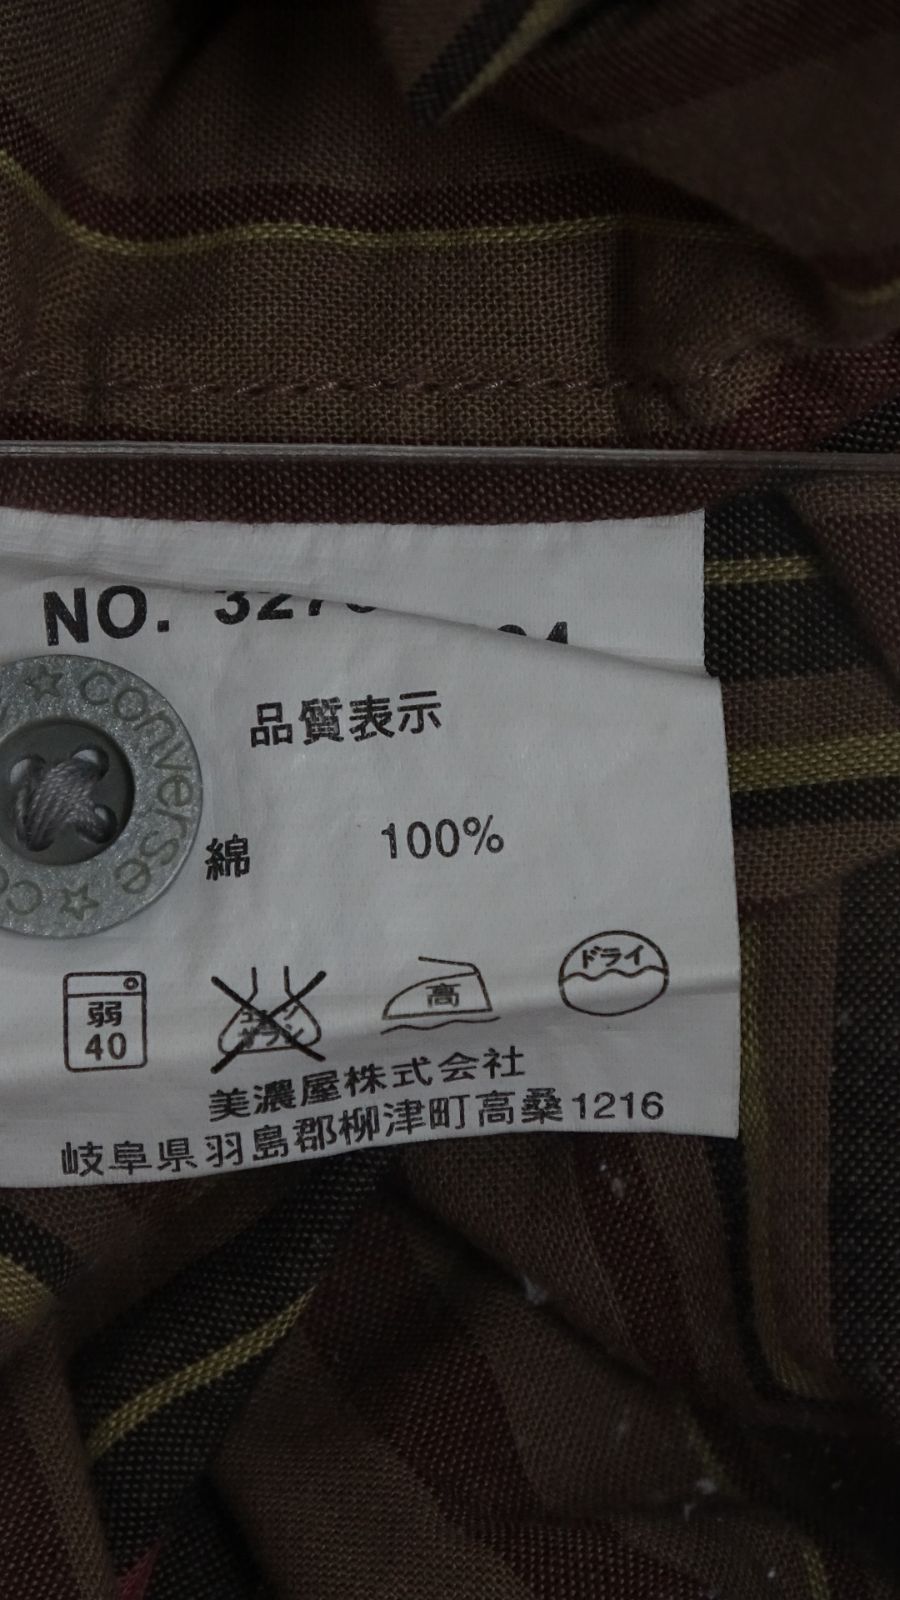 NO.
converse
品質表示
綿 100%
弱 40
高
ドライ
美濃屋株式会社
岐阜県羽島郡柳津町高桑1216